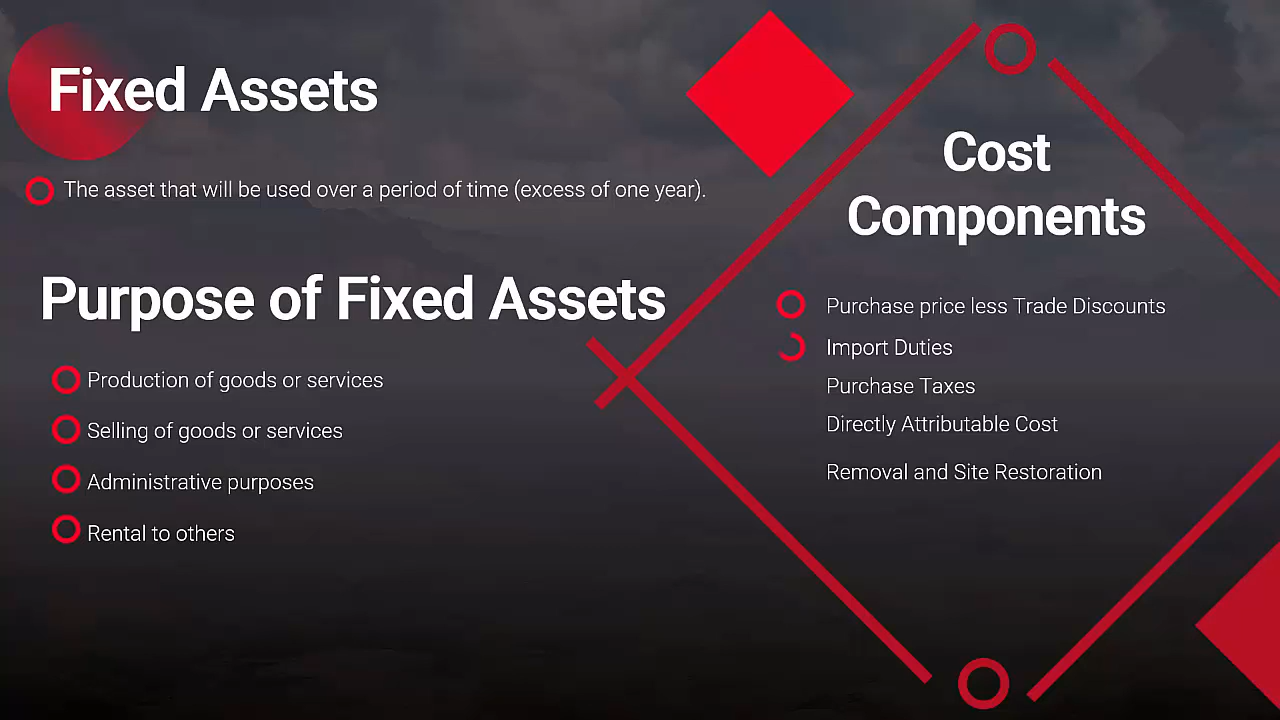 Fixed Assets
The asset that will be used over a period of time (excess of one year).
Purpose of Fixed Assets
Production of goods or services
Selling of goods or services
Administrative purposes
Rental to others
Cost
Components
Purchase price less Trade Discounts
Import Duties
Purchase Taxes
Directly Attributable Cost
Removal and Site Restoration